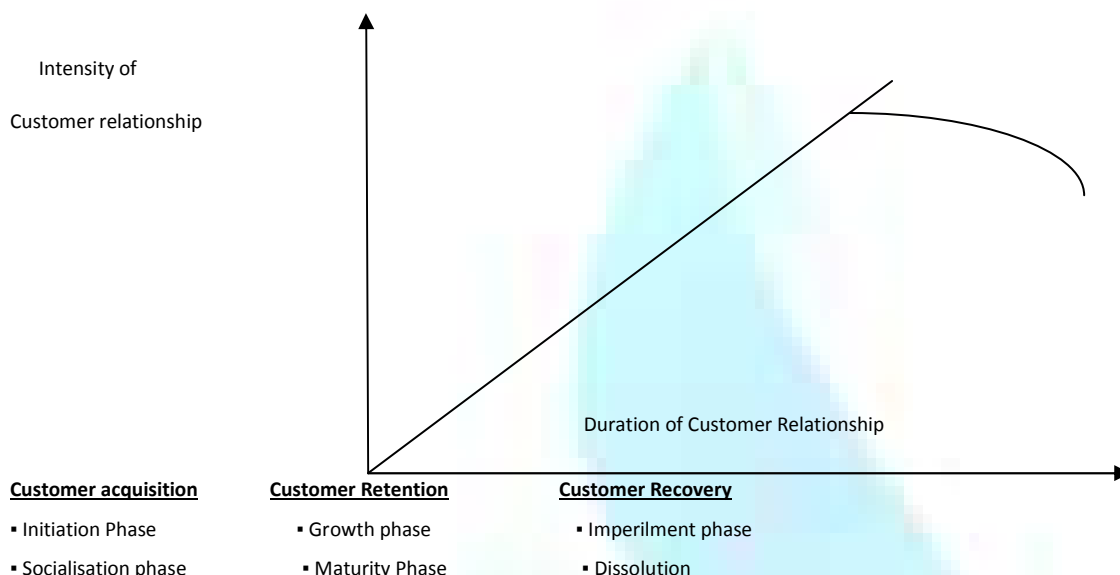 Intensity of
Customer relationship
Duration of Customer Relationship
Customer acquisition Customer Retention Customer Recovery
▪ Initiation Phase ▪ Growth phase ▪ Imperilment phase
▪ Socialisation phase ▪ Maturity Phase ▪ Dissolution